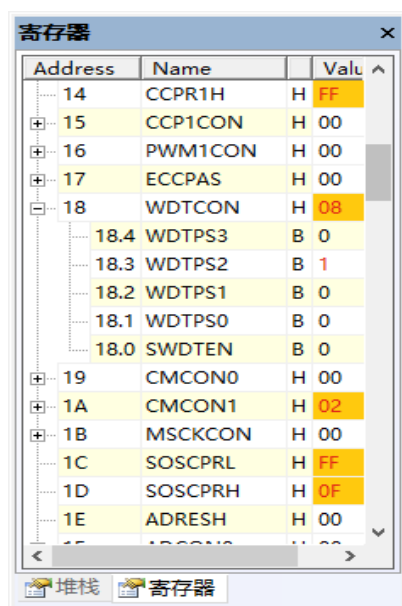 寄存器 ×
Address Name Valu
14 CCPR1H H FF
15 CCP1CON H 00
16 PWM1CON H 00
17 ECCPAS H 00
18 WDTCON H 08
18.4 WDTPS3 B 0
18.3 WDTPS2 B 1
18.2 WDTPS1 B 0
18.1 WDTPS0 B 0
18.0 SWDTEN B 0
19 CMCON0 H 00
1A CMCON1 H 02
1B MSCKCON H 00
1C SOSCPRL H FF
1D SOSCPRH H 0F
1E ADRESH H 00
堆栈 寄存器